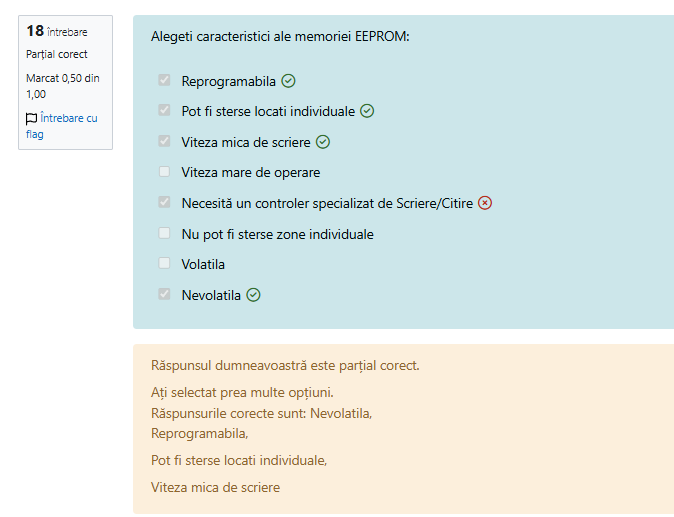 18 întrebare
Parțial corect
Marcat 0,50 din
1,00
Întrebare cu
flag
Alegeti caracteristici ale memoriei EEPROM:
Reprogramabila
Pot fi sterse locati individuale
Viteza mica de scriere
Viteza mare de operare
Necesită un controler specializat de Scriere/Citire
Nu pot fi sterse zone individuale
Volatila
Nevolatila
Răspunsul dumneavoastră este parțial corect.
Ați selectat prea multe opțiuni.
Răspunsurile corecte sunt: Nevolatila,
Reprogramabila,
Pot fi sterse locati individuale,
Viteza mica de scriere